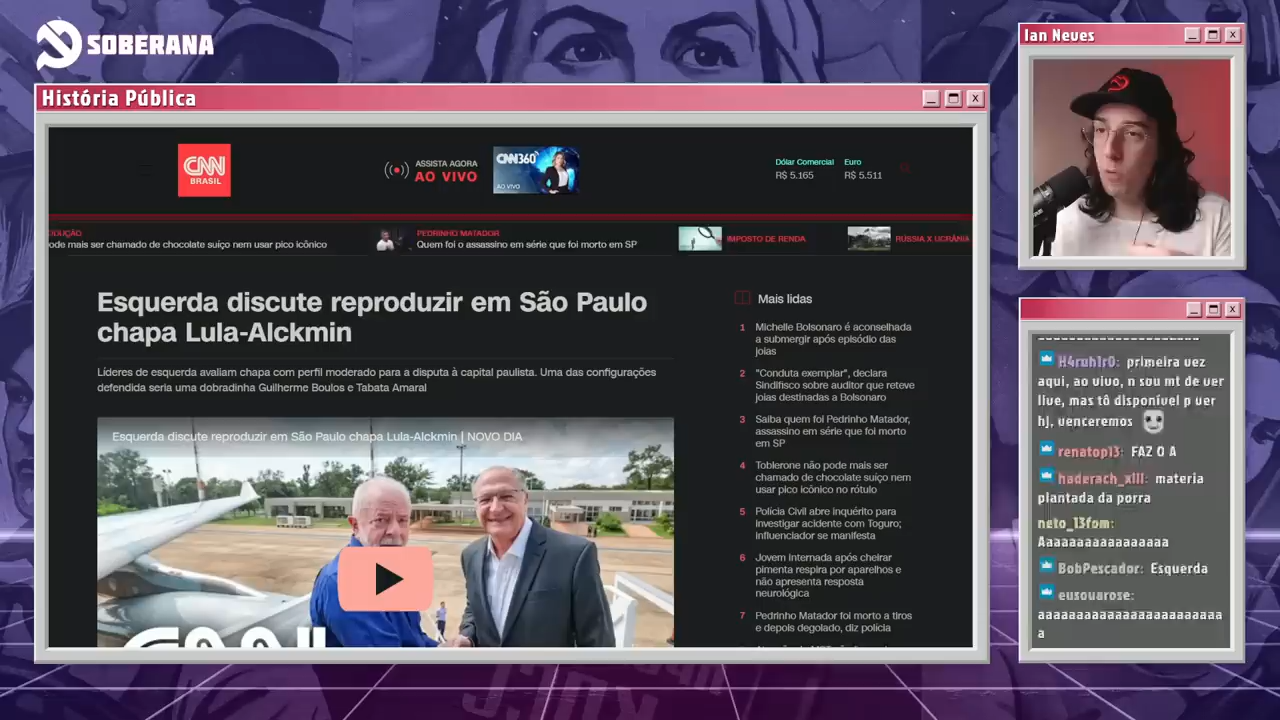 SOBERANA
História Pública
CNN
BRASIL
ASSISTA AGORA
AO VIVO
CNN360°
AO VIVO
Dólar Comercial
R$ 5.165
Euro
R$ 5.511
ode mais ser chamado de chocolate suíço nem usar pico icônico
PEDRINHO MATADOR
Quem foi o assassino em série que foi morto em SP
IMPOSTO DE RENDA
RÚSSIA X UCRÂNIA
Esquerda discute reproduzir em São Paulo
chapa Lula-Alckmin
Líderes de esquerda avaliam chapa com perfil moderado para a disputa à capital paulista. Uma das configurações
defendida seria uma dobradinha Guilherme Boulos e Tabata Amaral
Esquerda discute reproduzir em São Paulo chapa Lula-Alckmin | NOVO DIA
Mais lidas
1 Michelle Bolsonaro é aconselhada
a submergir após episódio das
joias
2 "Conduta exemplar", declara
Sindifisco sobre auditor que reteve
joias destinadas a Bolsonaro
3 Saiba quem foi Pedrinho Matador,
assassino em série que foi morto
em SP
4 Toblerone não pode mais ser
chamado de chocolate suíço nem
usar pico icônico no rótulo
5 Polícia Civil abre inquérito para
investigar acidente com Toguro;
influenciador se manifesta
6 Jovem internada após cheirar
pimenta respira por aparelhos e
não apresenta resposta
neurológica
7 Pedrinho Matador foi morto a tiros
e depois degolado, diz polícia
Ian Neves
H4ruh1r0: primeira vez
aqui, ao vivo, n sou mt de ver
live, mas tô disponível p ver
hj, venceremos
renatop13: FAZ O A
haderach_xiii: materia
plantada da porra
neto_13fom:
Aaaaaaaaaaaaaaaaa
BobPescador: Esquerda
eusouarose:
aaaaaaaaaaaaaaaaaaaaaaaa
a